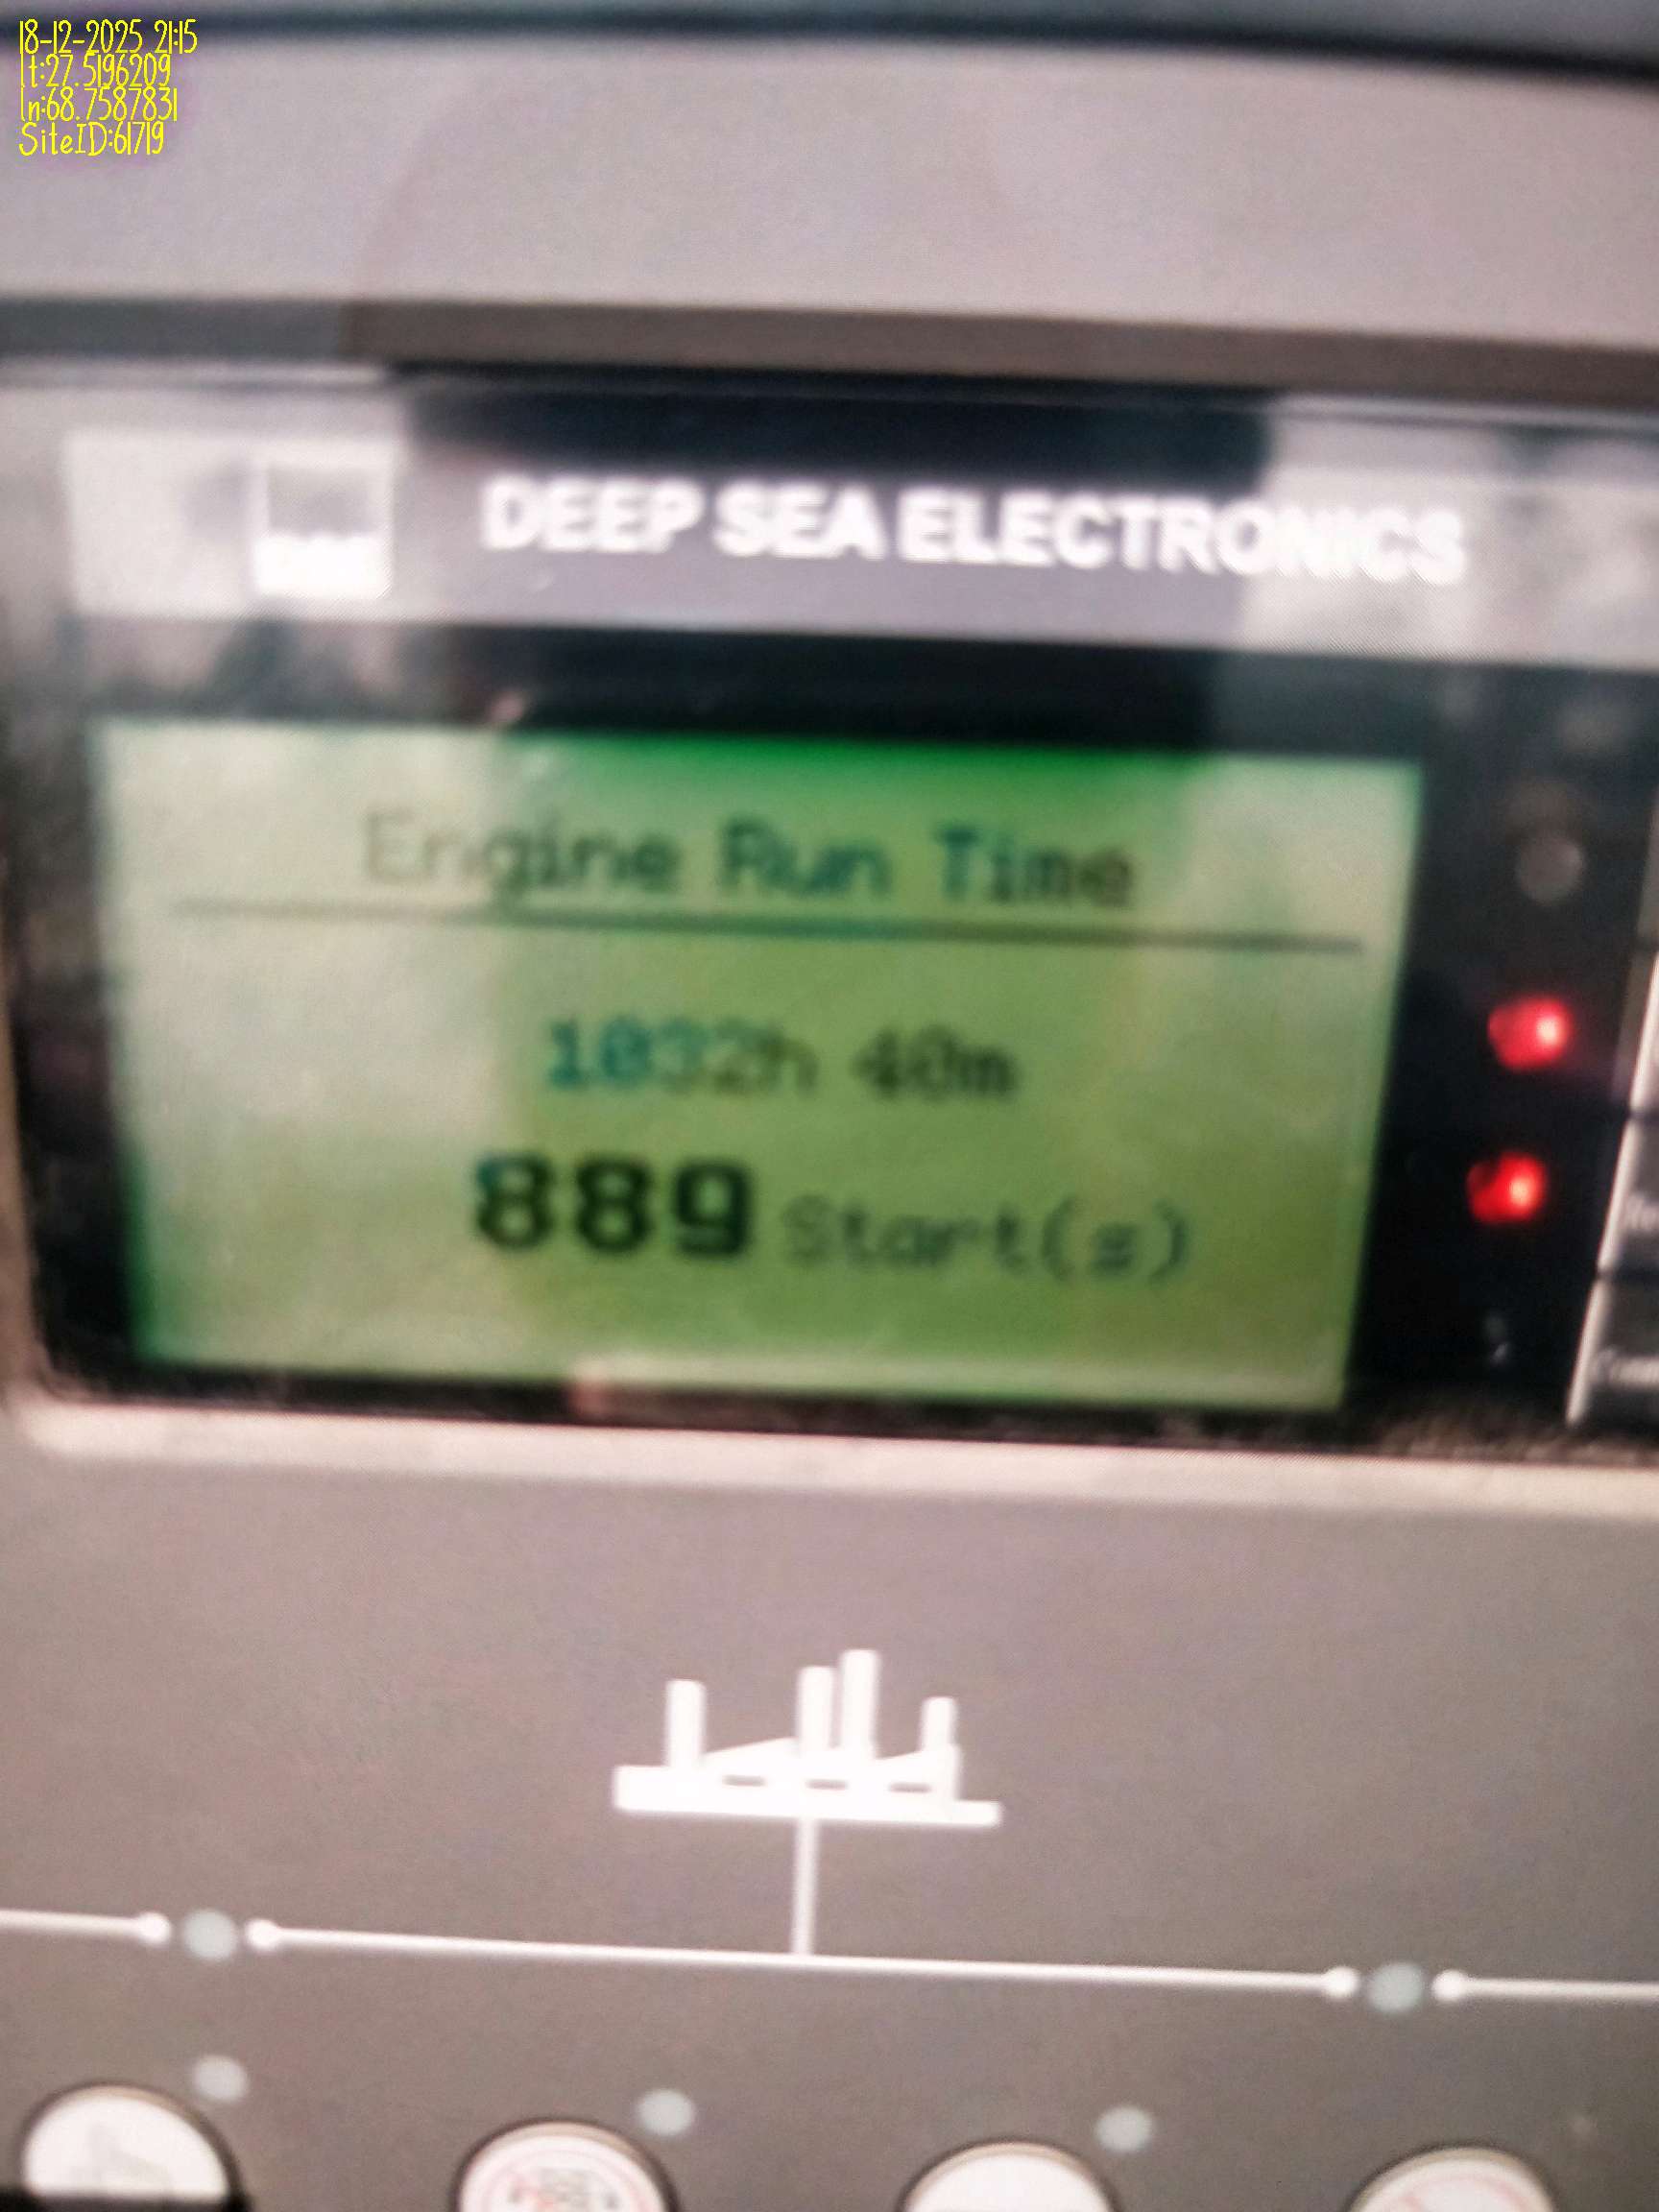 18-12-2025 21:15
lt:27.5196209
ln:68.7587831
SiteID:61719
DEEP SEA ELECTRONICS
Engine Run Time
1032h 40m
889 Start(s)